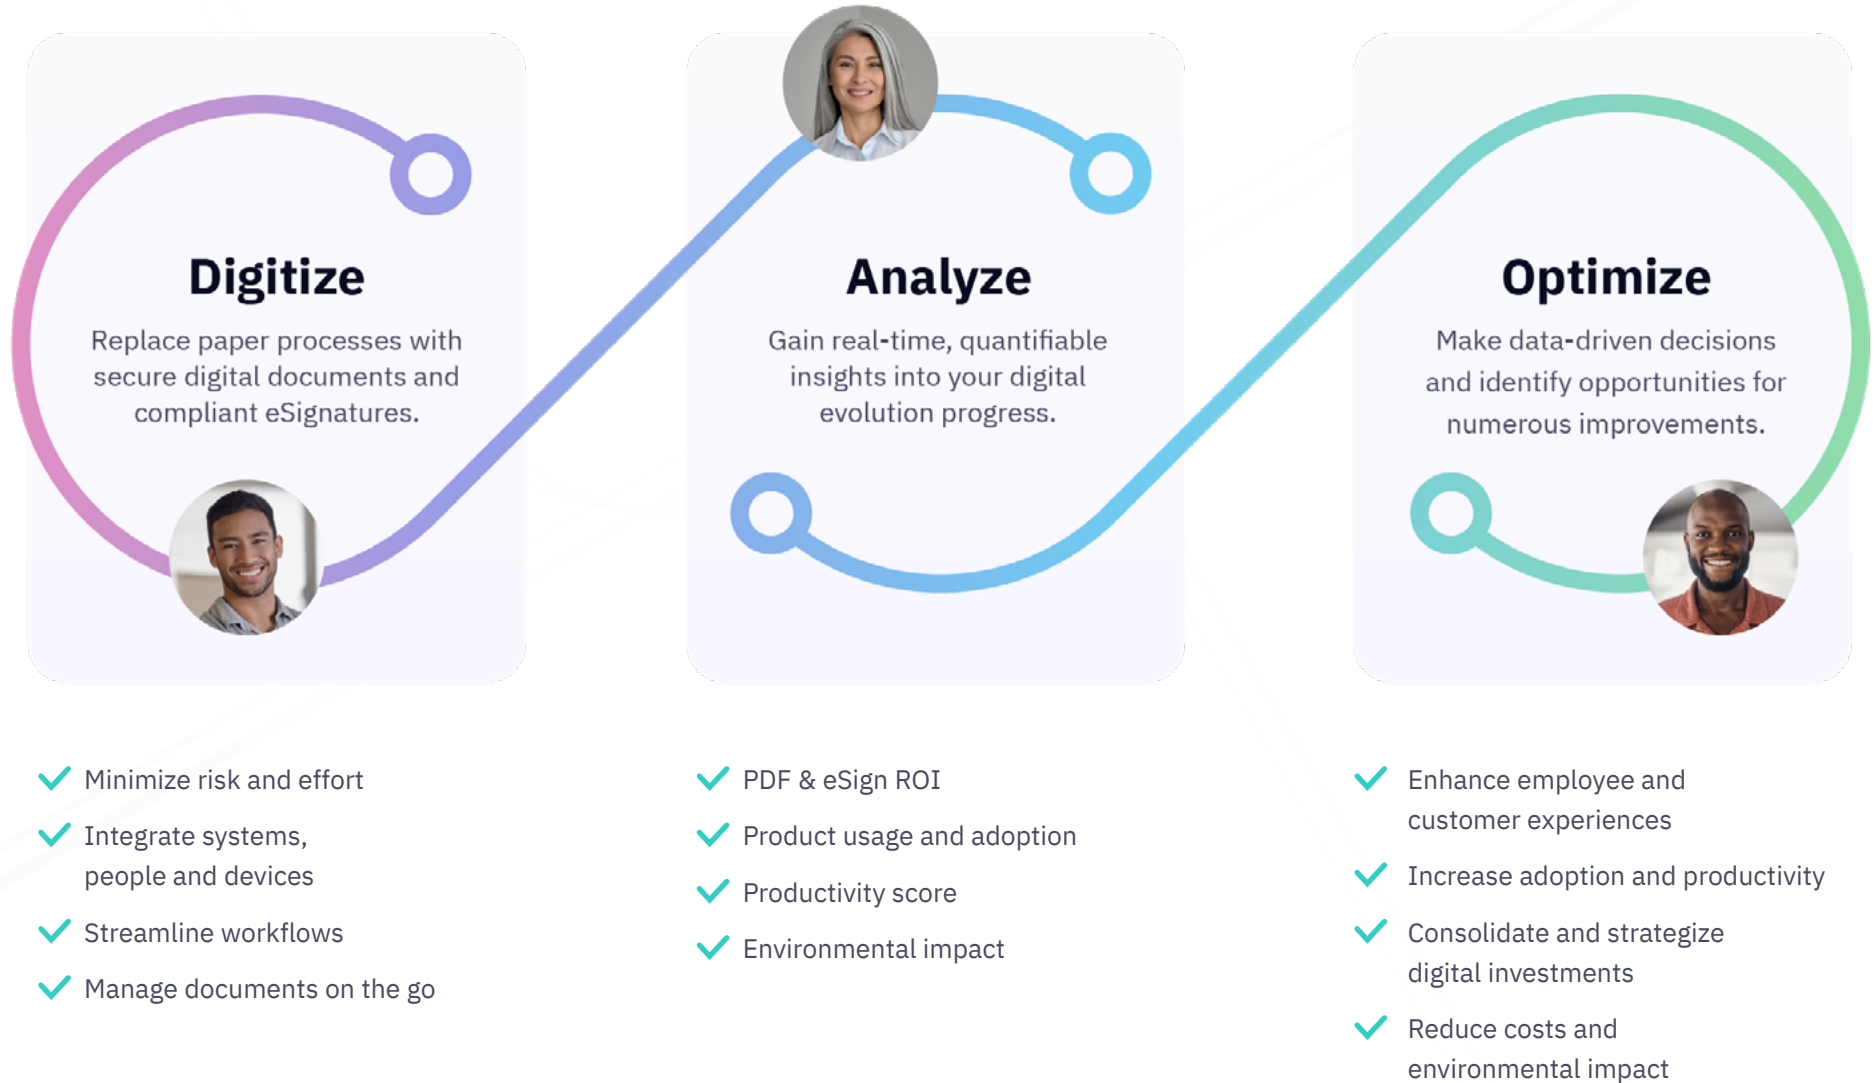 Digitize
Replace paper processes with
secure digital documents and
compliant eSignatures.
Analyze
Gain real-time, quantifiable
insights into your digital
evolution progress.
Optimize
Make data-driven decisions
and identify opportunities for
numerous improvements.
Minimize risk and effort
Integrate systems,
people and devices
Streamline workflows
Manage documents on the go
PDF & eSign ROI
Product usage and adoption
Productivity score
Environmental impact
Enhance employee and
customer experiences
Increase adoption and productivity
Consolidate and strategize
digital investments
Reduce costs and
environmental impact